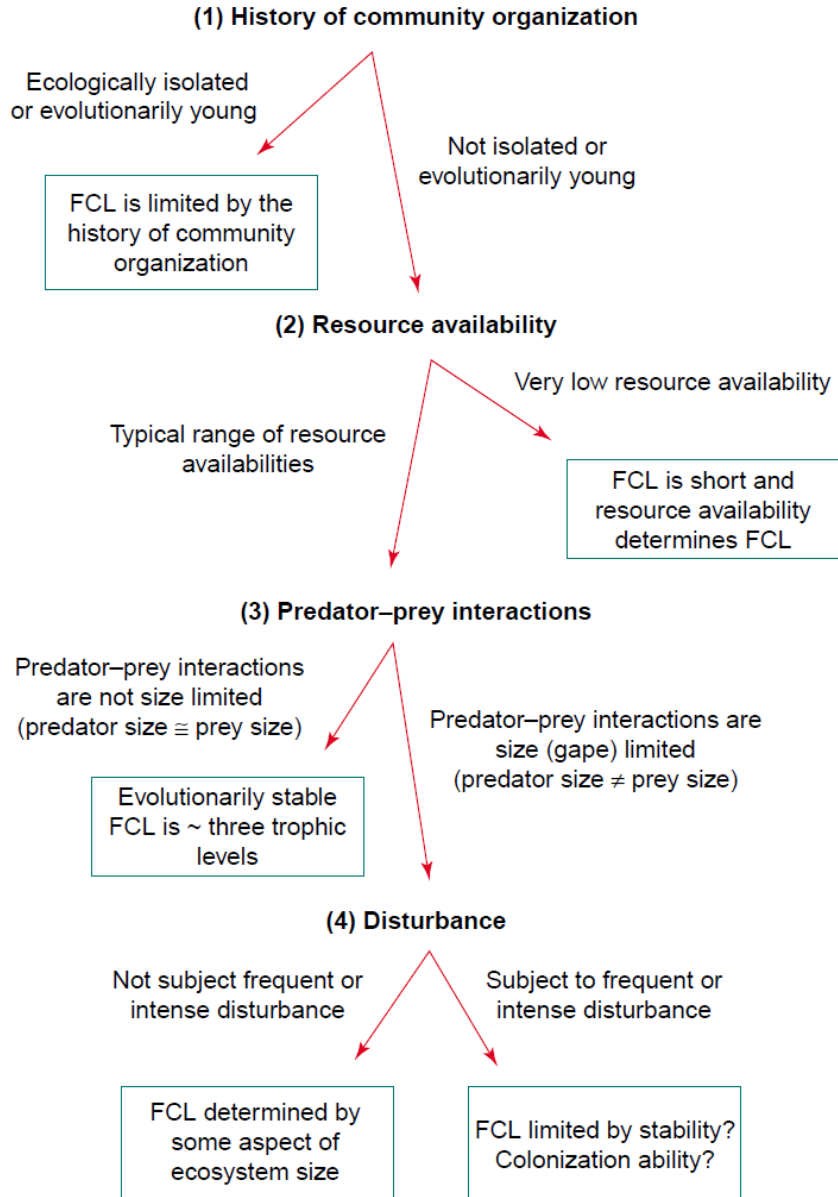 (1) History of community organization
Ecologically isolated
or evolutionarily young
Not isolated or
evolutionarily young
FCL is limited by the
history of community
organization
(2) Resource availability
Very low resource availability
Typical range of resource
availabilities
FCL is short and
resource availability
determines FCL
(3) Predator–prey interactions
Predator–prey interactions
are not size limited
(predator size ≅ prey size)
Predator–prey interactions are
size (gape) limited
(predator size ≠ prey size)
Evolutionarily stable
FCL is ~ three trophic
levels
(4) Disturbance
Not subject frequent or
intense disturbance
Subject to frequent or
intense disturbance
FCL determined by
some aspect of
ecosystem size
FCL limited by stability?
Colonization ability?